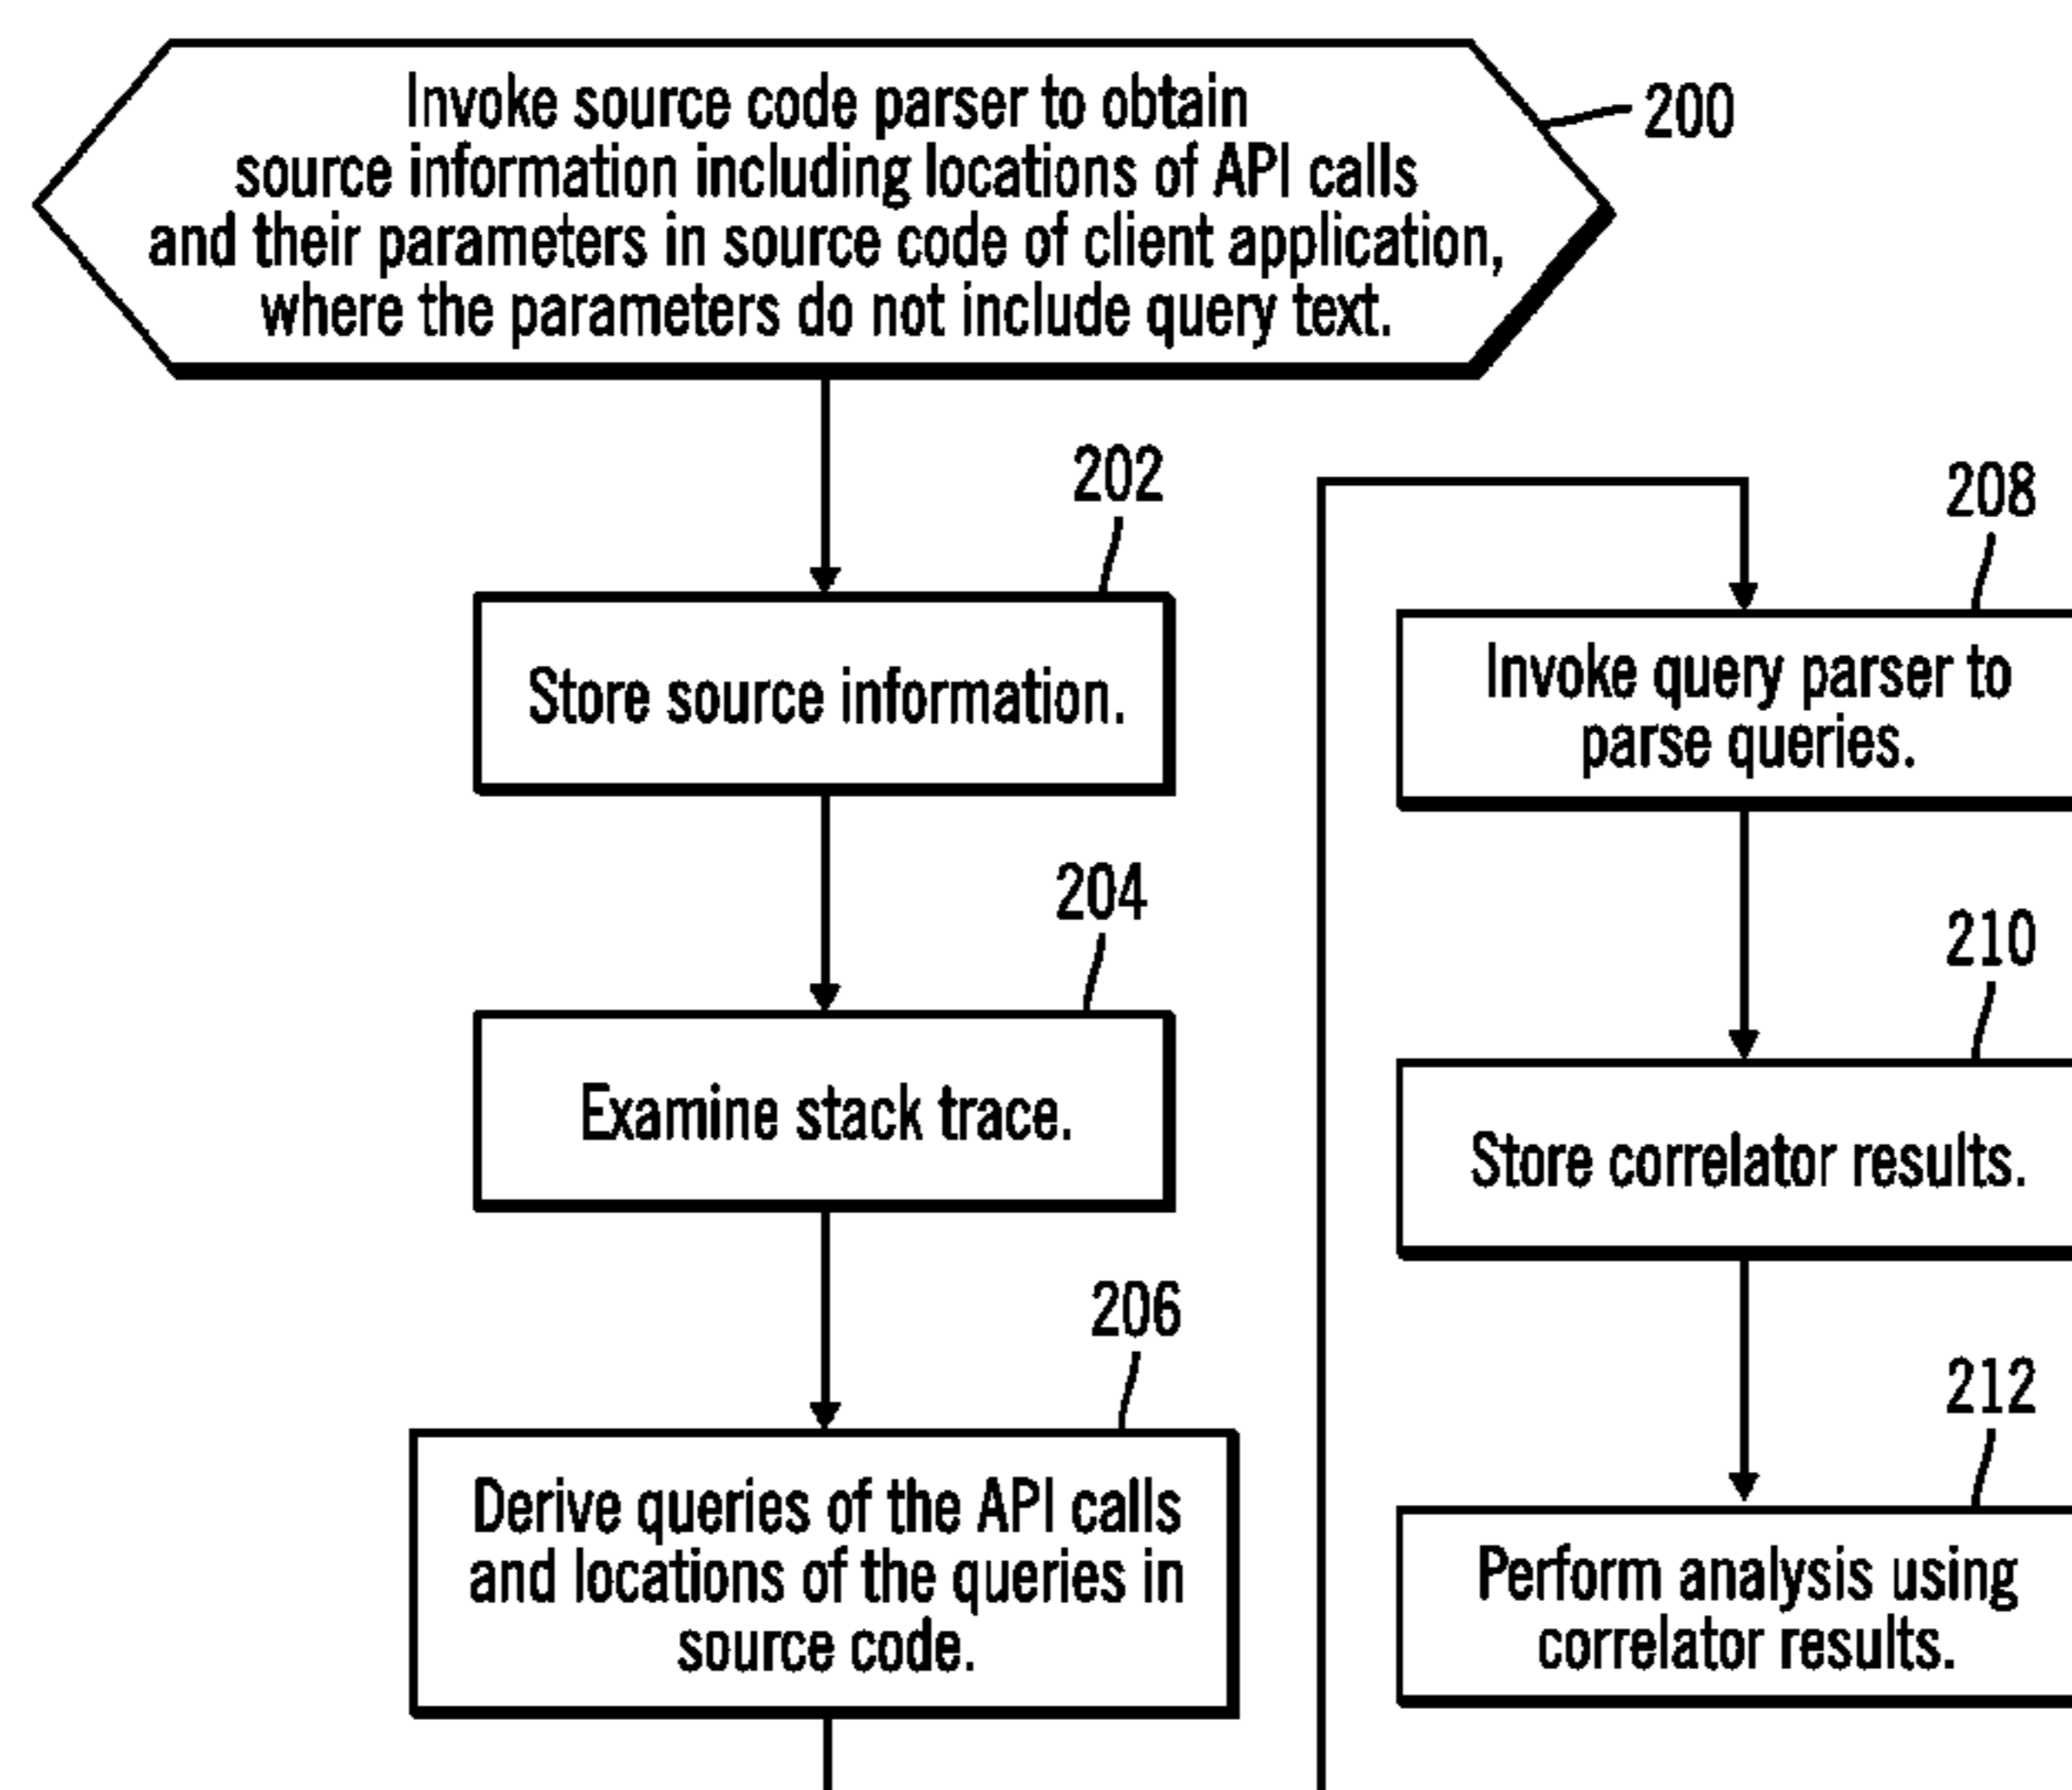 Invoke source code parser to obtain
source information including locations of API calls
and their parameters in source code of client application,
where the parameters do not include query text.
200
202
Store source information.
204
Examine stack trace.
206
Derive queries of the API calls
and locations of the queries in
source code.
208
Invoke query parser to
parse queries.
210
Store correlator results.
212
Perform analysis using
correlator results.